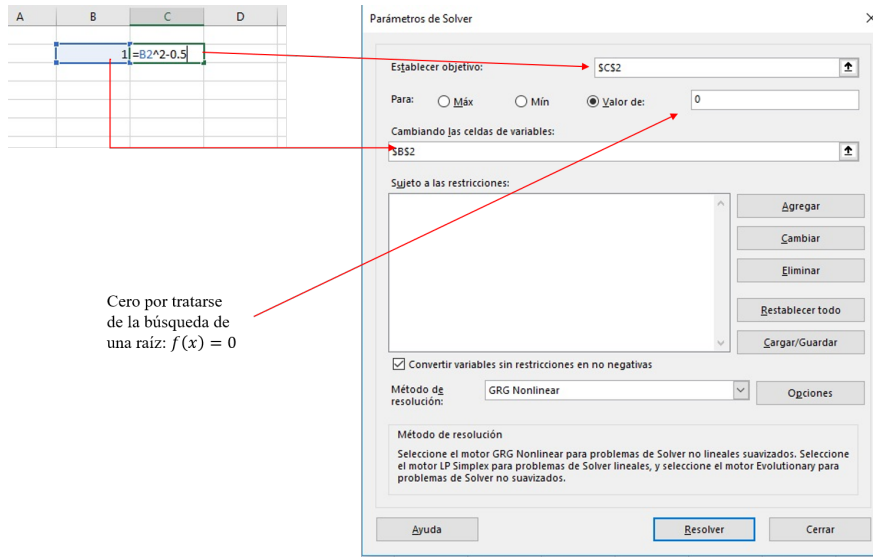 A B C D
1 =B2^2-0.5
Parámetros de Solver
Establecer objetivo: $C$2
Para: Máx Mín Valor de: 0
Cambiando las celdas de variables:
$B$2
Sujeto a las restricciones:
Agregar
Cambiar
Eliminar
Restablecer todo
Cargar/Guardar
Convertir variables sin restricciones en no negativas
Método de
resolución:
GRG Nonlinear
Opciones
Método de resolución
Seleccione el motor GRG Nonlinear para problemas de Solver no lineales suavizados. Seleccione
el motor LP Simplex para problemas de Solver lineales, y seleccione el motor Evolutionary para
problemas de Solver no suavizados.
Ayuda
Resolver
Cerrar
Cero por tratarse
de la búsqueda de
una raíz: f(x) = 0